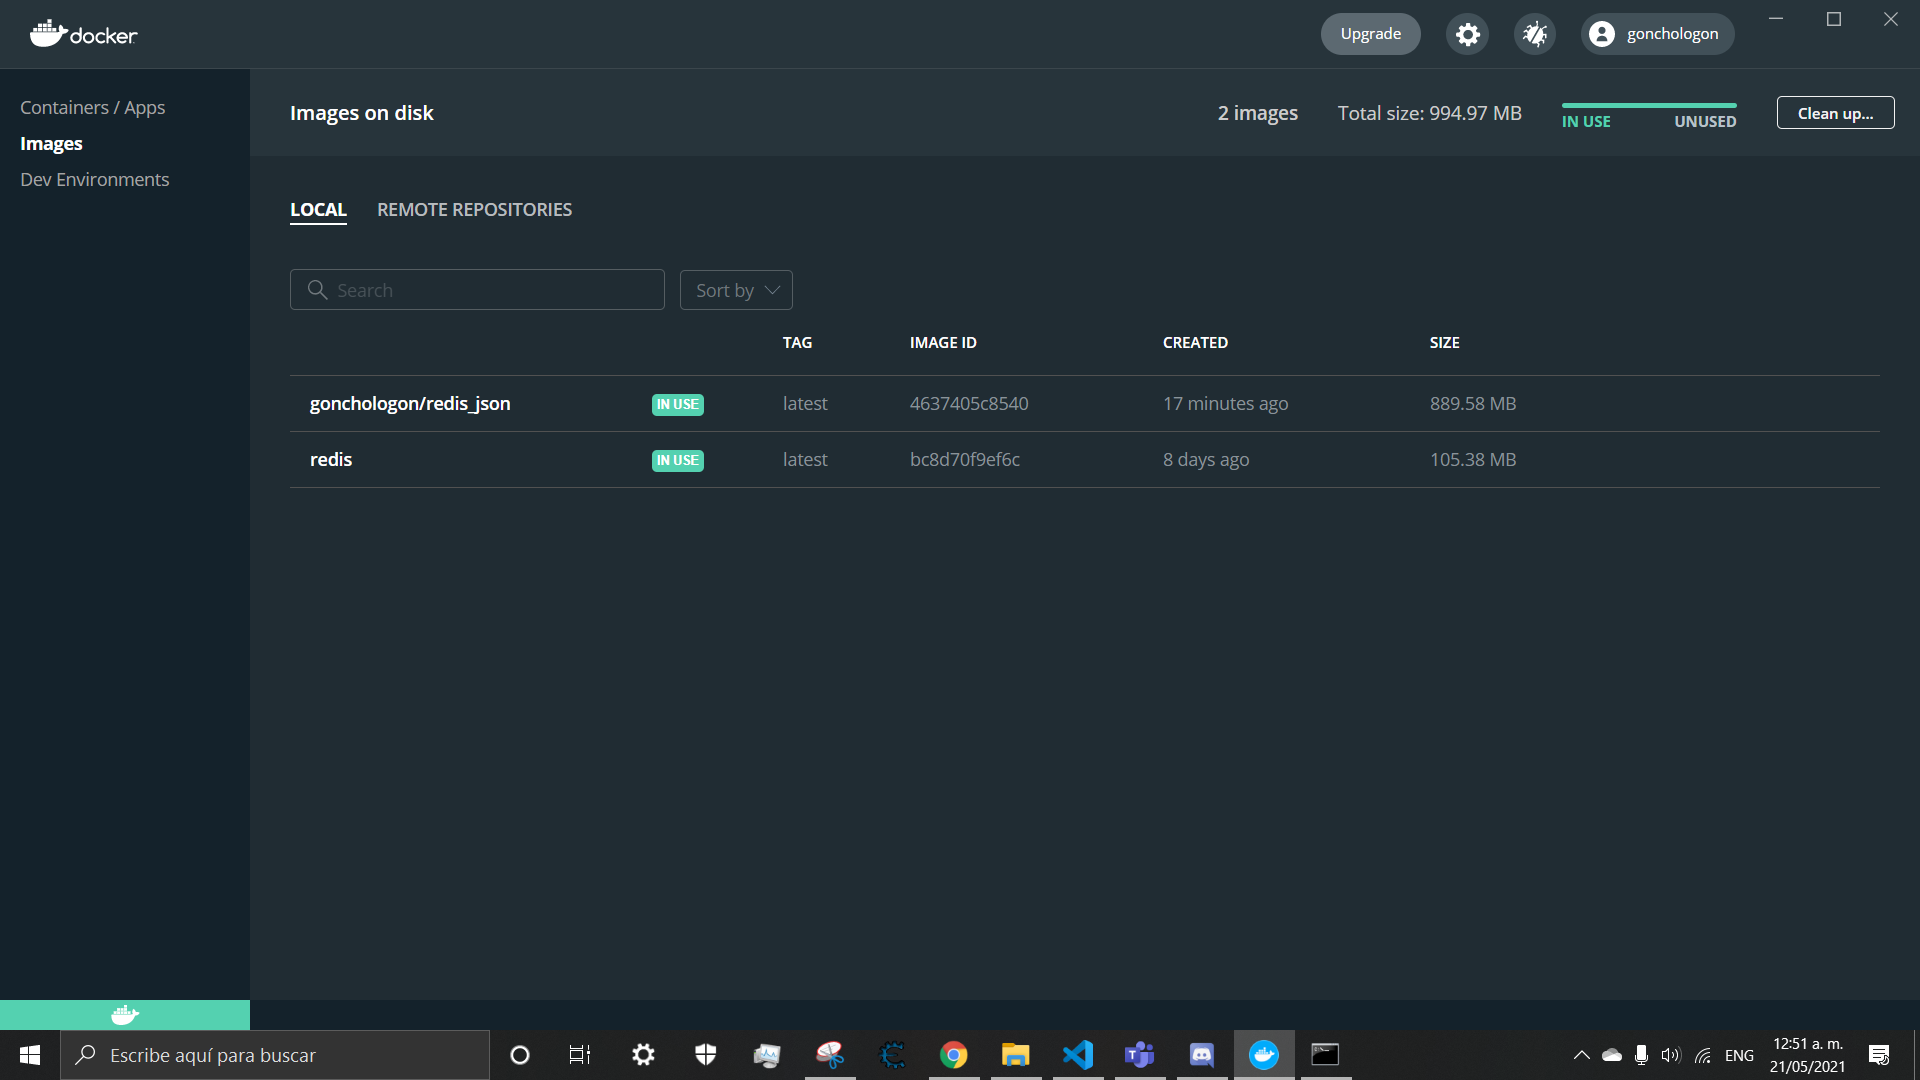 docker
Upgrade
gonchologon
Containers / Apps
Images
Dev Environments
Images on disk
2 images
Total size: 994.97 MB
IN USE
UNUSED
Clean up...
LOCAL
REMOTE REPOSITORIES
Search
Sort by
TAG IMAGE ID CREATED SIZE
gonchologon/redis_json IN USE latest 4637405c8540 17 minutes ago 889.58 MB
redis IN USE latest bc8d70f9ef6c 8 days ago 105.38 MB
Escribe aquí para buscar
ENG
12:51 a. m.
21/05/2021